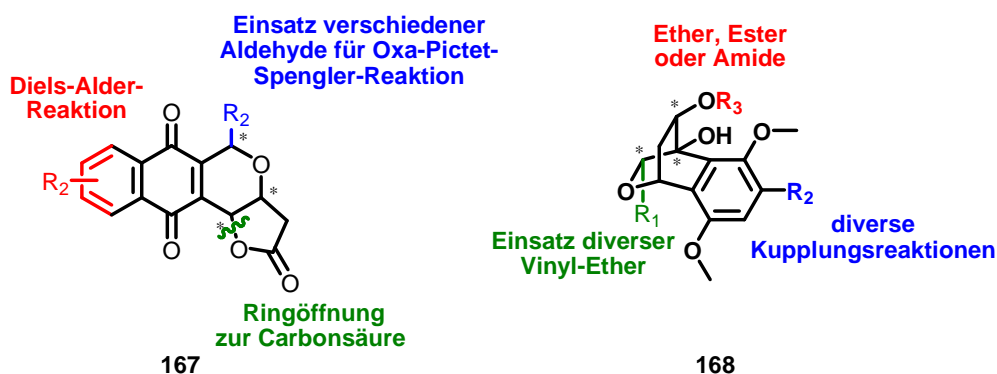 Einsatz verschiedener
Aldehyde für Oxa-Pictet-
Spengler-Reaktion
Diels-Alder-
Reaktion
R2
O
R2
*
O
*
*
O
O
O
Ringöffnung
zur Carbonsäure
167
Ether, Ester
oder Amide
*
OR3
OH
O
*
*
O
R1
R2
O
Einsatz diverser
Vinyl-Ether
diverse
Kupplungsreaktionen
168